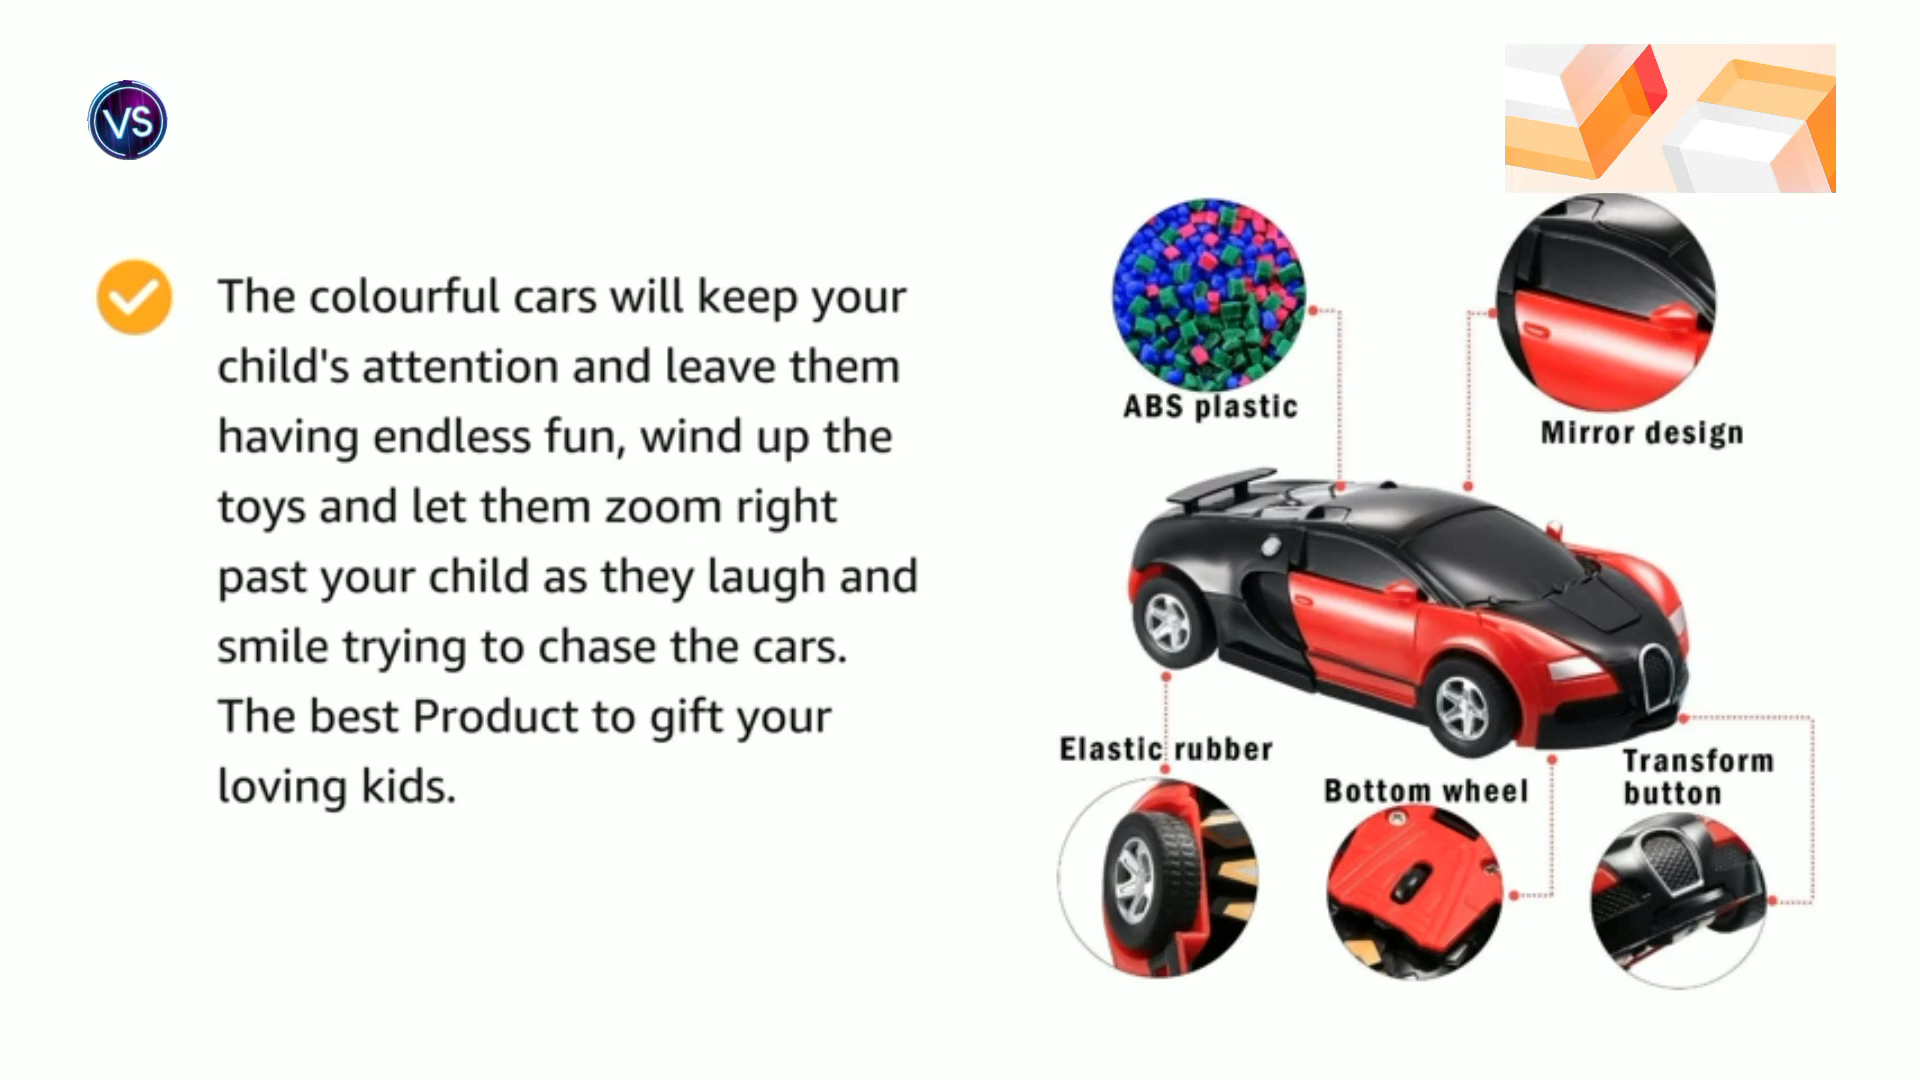 VS
The colourful cars will keep your
child's attention and leave them
having endless fun, wind up the
toys and let them zoom right
past your child as they laugh and
smile trying to chase the cars.
The best Product to gift your
loving kids.
ABS plastic
Mirror design
Elastic rubber
Bottom wheel
Transform
button